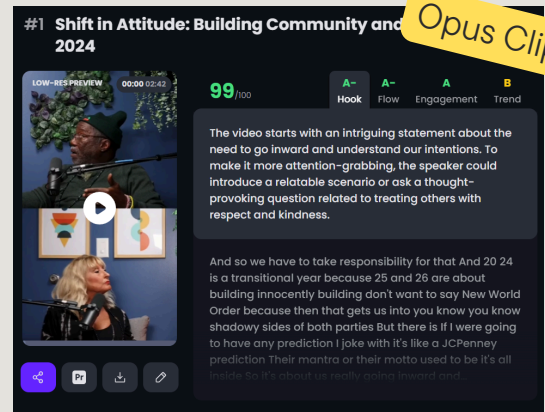 #1 Shift in Attitude: Building Community and
2024
Opus Clip
LOW-RES PREVIEW 00:00 02:42
99/100
A- A- A B
Hook Flow Engagement Trend
The video starts with an intriguing statement about the
need to go inward and understand our intentions. To
make it more attention-grabbing, the speaker could
introduce a relatable scenario or ask a thought-
provoking question related to treating others with
respect and kindness.
And so we have to take responsibility for that And 20 24
is a transitional year because 25 and 26 are about
building innocently building don't want to say New World
Order because then that gets us into you know you know
shadowy sides of both parties But there is If I were going
to have any prediction I joke with it's like a JCPenney
prediction Their mantra or their motto used to be it's all
inside So it's about us really going inward and...
Pr